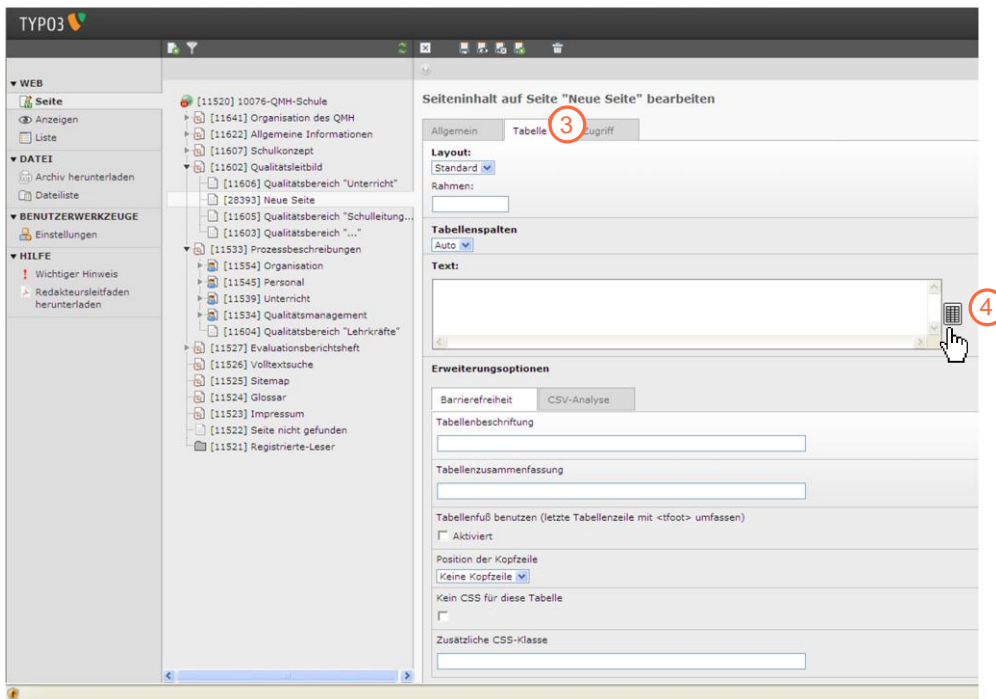 TYPO3
WEB
Seite
Anzeigen
Liste
DATEI
Archiv herunterladen
Dateiliste
BENUTZERWERKZEUGE
Einstellungen
HILFE
Wichtiger Hinweis
Redakteursleitfaden
herunterladen
[11520] 10076-QMH-Schule
[11641] Organisation des QMH
[11622] Allgemeine Informationen
[11607] Schulkonzept
[11602] Qualitätsleitbild
[11606] Qualitätsbereich "Unterricht"
[28393] Neue Seite
[11605] Qualitätsbereich "Schulleitung...
[11603] Qualitätsbereich "..."
[11533] Prozessbeschreibungen
[11554] Organisation
[11545] Personal
[11539] Unterricht
[11534] Qualitätsmanagement
[11604] Qualitätsbereich "Lehrkräfte"
[11527] Evaluationsberichtsheft
[11526] Volltextsuche
[11525] Sitemap
[11524] Glossar
[11523] Impressum
[11522] Seite nicht gefunden
[11521] Registrierte-Leser
Seiteninhalt auf Seite "Neue Seite" bearbeiten
Allgemein Tabelle 3 Zugriff
Layout:
Standard
Rahmen:
Tabellenspalten
Auto
Text:
4
Erweiterungsoptionen
Barrierefreiheit CSV-Analyse
Tabellenbeschriftung
Tabellenzusammenfassung
Tabellenfuß benutzen (letzte Tabellenzeile mit <tfoot> umfassen)
Aktiviert
Position der Kopfzeile
Keine Kopfzeile
Kein CSS für diese Tabelle
Zusätzliche CSS-Klasse